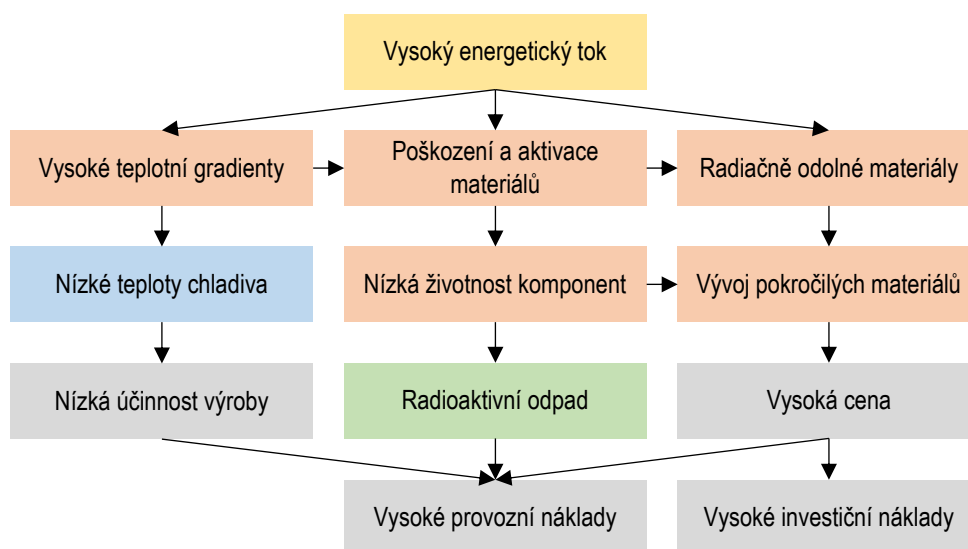 Vysoký energetický tok
Vysoké teplotní gradienty
Poškození a aktivace
materiálů
Radiačně odolné materiály
Nízké teploty chladiva
Nízká životnost komponent
Vývoj pokročilých materiálů
Nízká účinnost výroby
Radioaktivní odpad
Vysoká cena
Vysoké provozní náklady
Vysoké investiční náklady